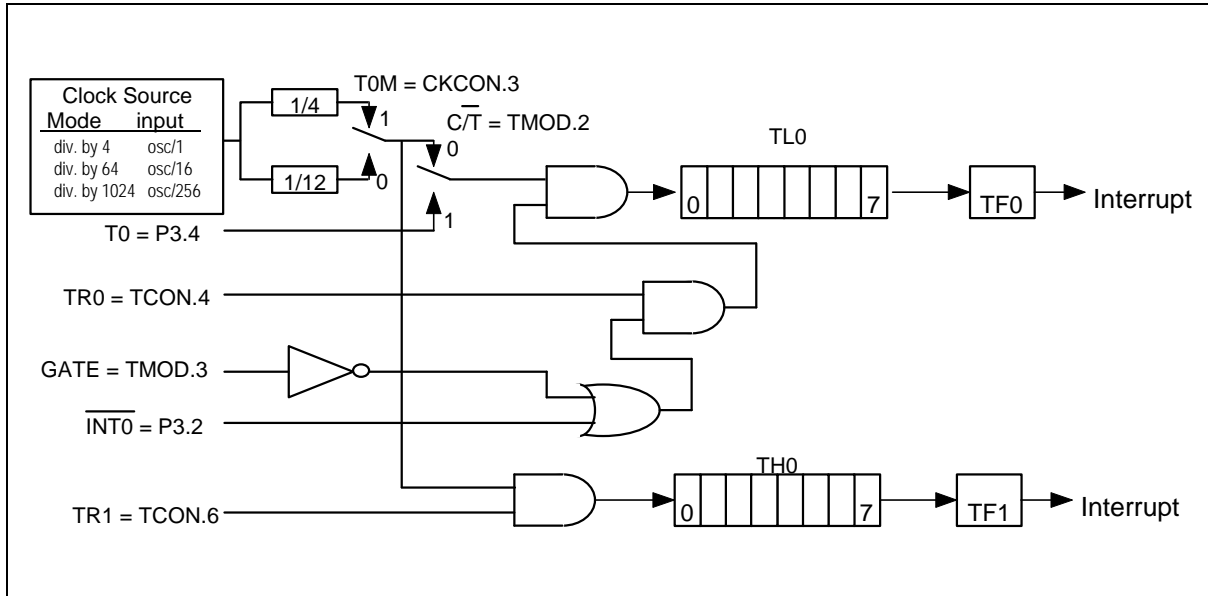 T0M = CKCON.3
Clock Source
Mode input
div. by 4 osc/1
div. by 64 osc/16
div. by 1024 osc/256
1/4
1/12
1
0
C/T̅ = TMOD.2
0
1
T0 = P3.4
TL0
0 7
TF0
Interrupt
TR0 = TCON.4
GATE = TMOD.3
I̅N̅T̅0̅ = P3.2
TR1 = TCON.6
TH0
0 7
TF1
Interrupt